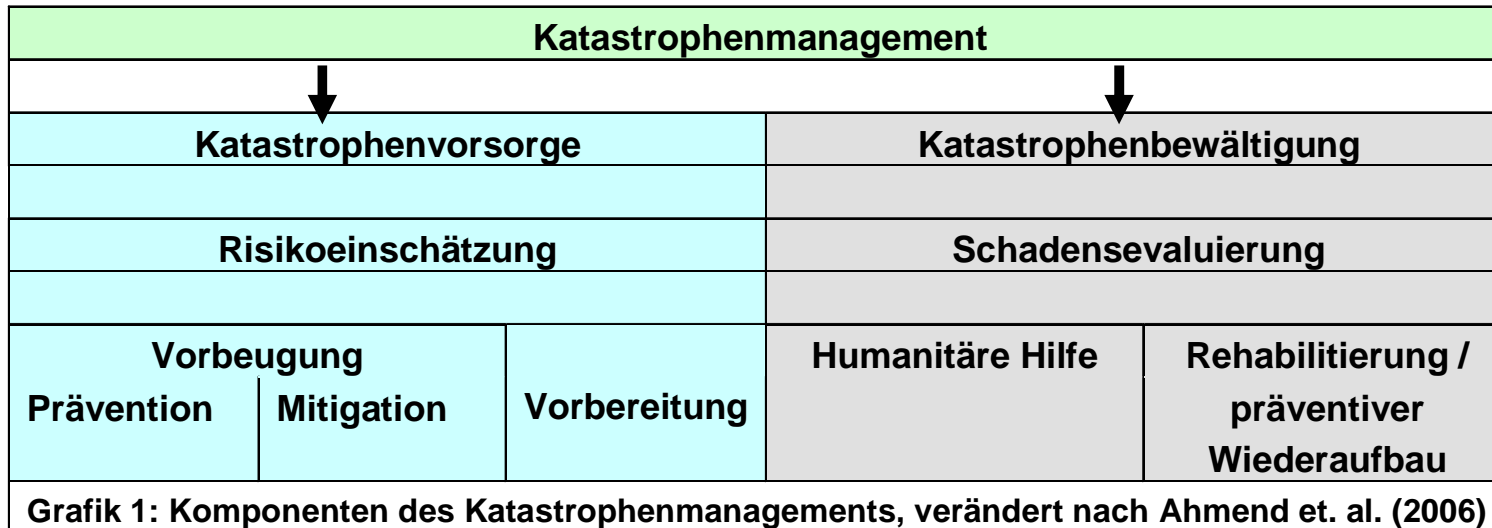 Katastrophenmanagement
Katastrophenvorsorge
Katastrophenbewältigung
Risikoeinschätzung
Schadensevaluierung
Vorbeugung
Prävention
Mitigation
Vorbereitung
Humanitäre Hilfe
Rehabilitierung /
präventiver
Wiederaufbau
Grafik 1: Komponenten des Katastrophenmanagements, verändert nach Ahmend et. al. (2006)